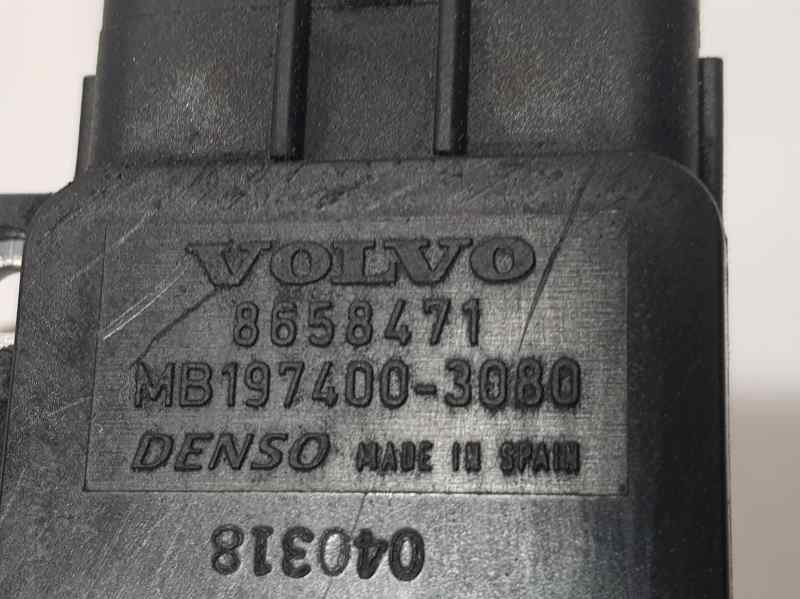 VOLVO
8658471
MB197400-3080
DENSO MADE IN SPAIN
040318